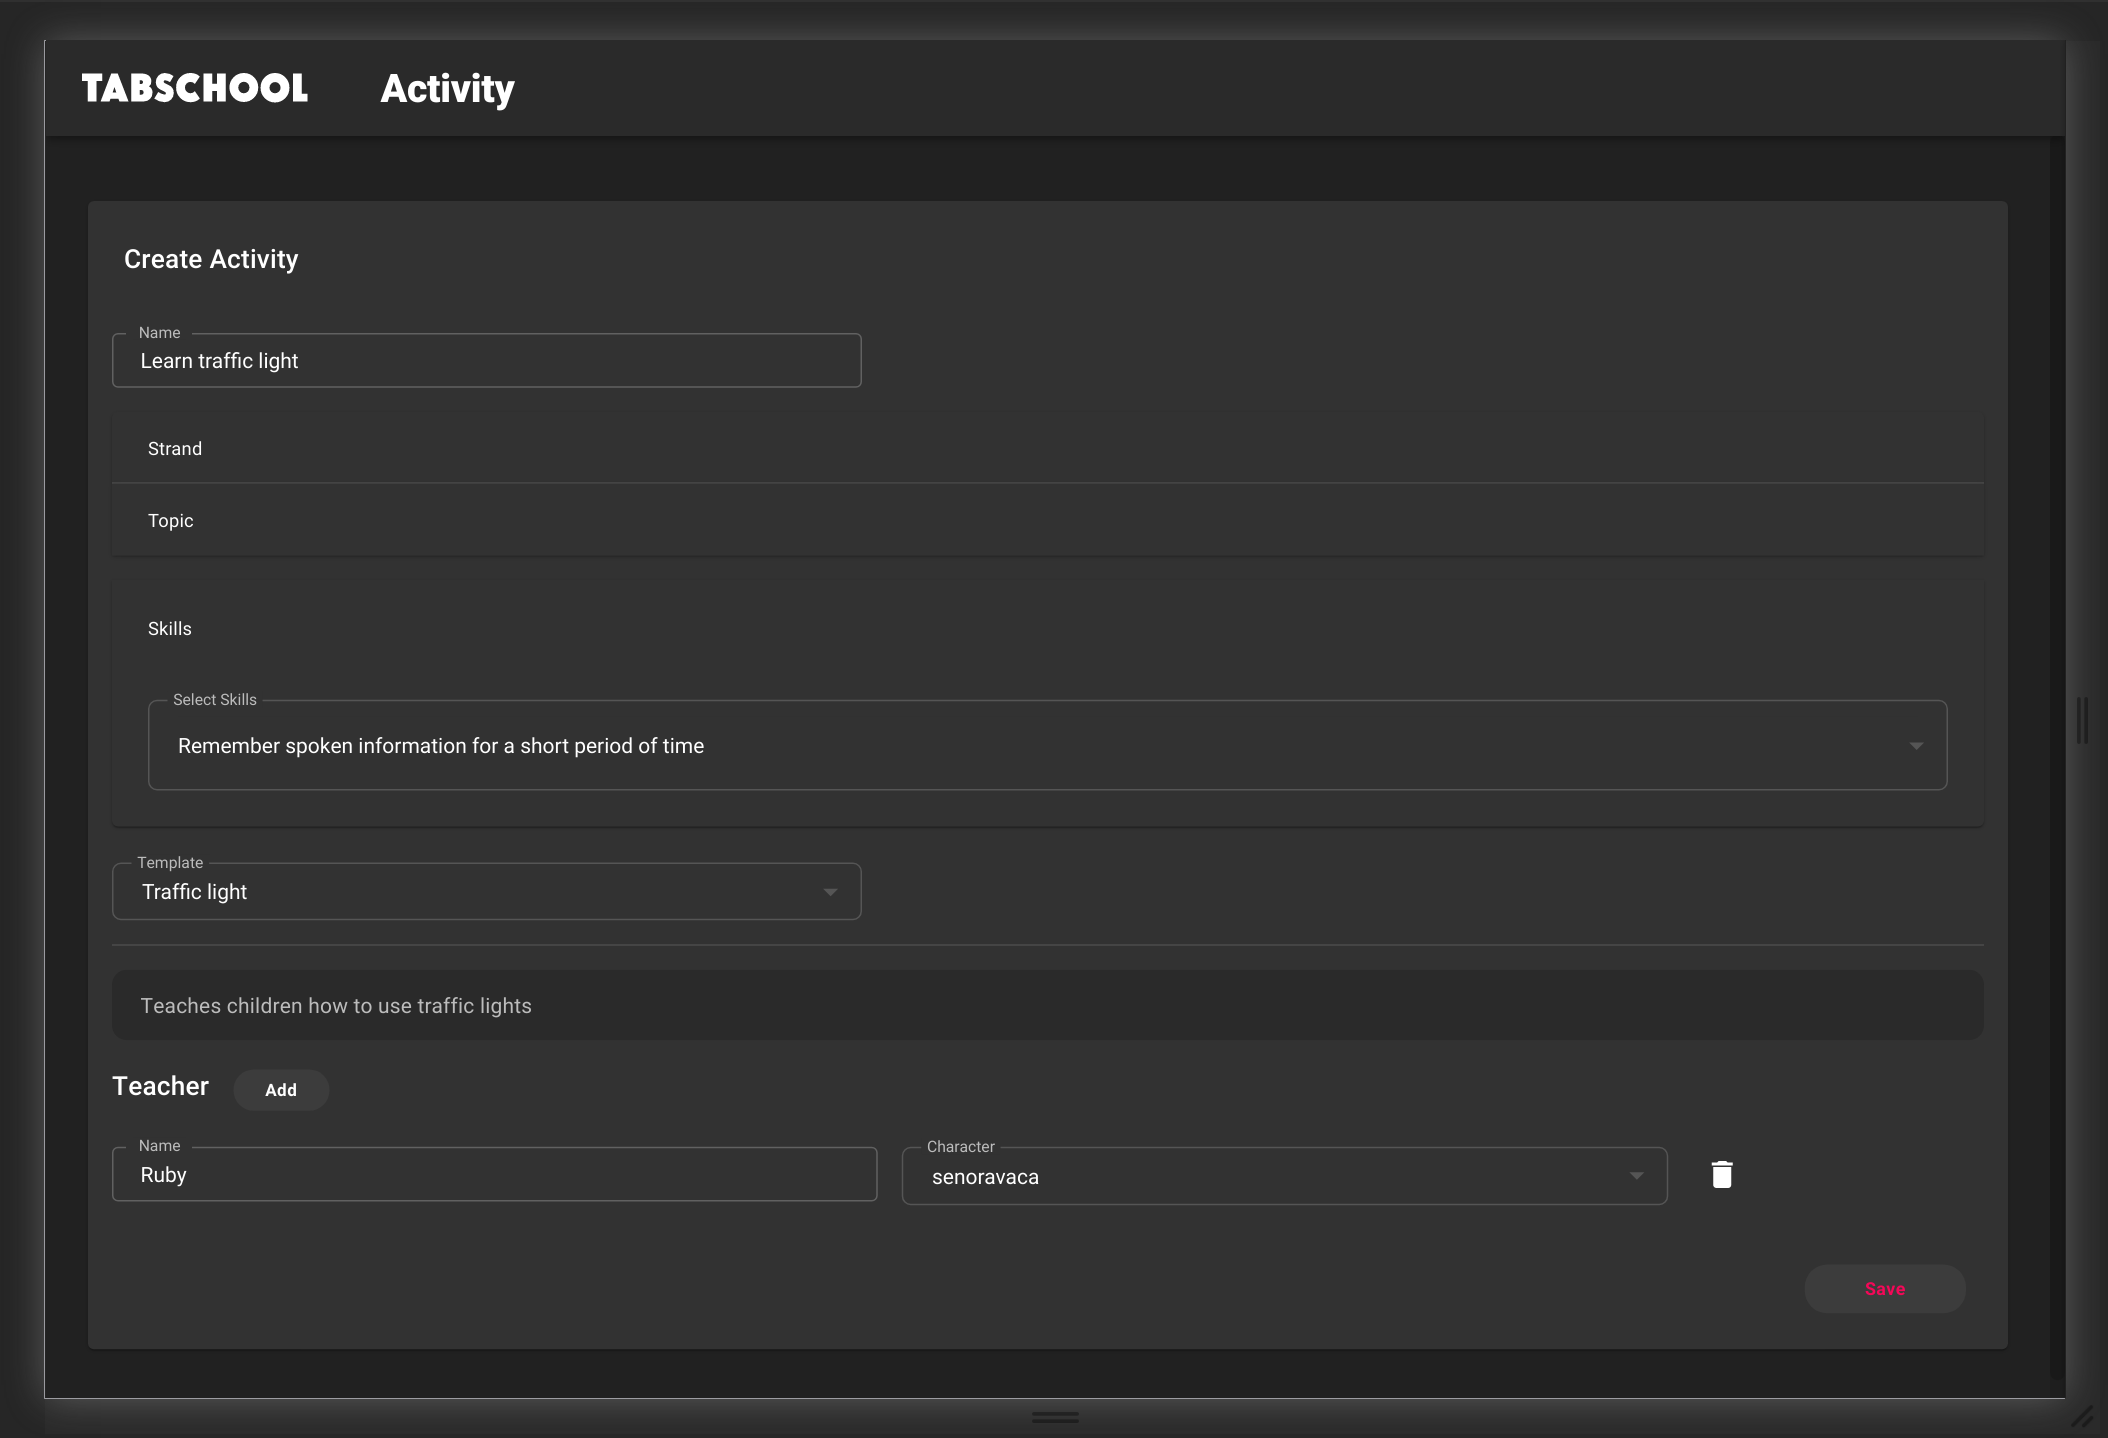 TABSCHOOL
Activity
Create Activity
Name
Learn traffic light
Strand
Topic
Skills
Select Skills
Remember spoken information for a short period of time
Template
Traffic light
Teaches children how to use traffic lights
Teacher
Add
Name
Ruby
Character
senoravaca
Save